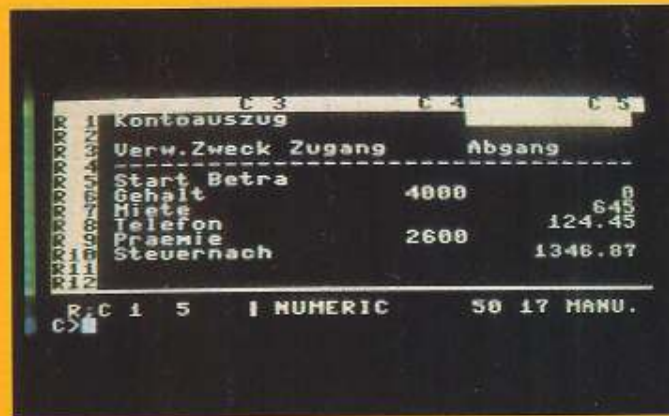 C 3 C 4 C 5
R 1 Kontoauszug
R 2
R 3 Verw.Zweck Zugang Abgang
R 4 --------------------------------
R 5 Start Betra 0
R 6 Gehalt 4000
R 7 Miete 645
R 8 Telefon 124.45
R 9 Praemie 2600
R10 Steuernach 1346.87
R11
R12
R;C 1 5 NUMERIC 50 17 MANU.
C>